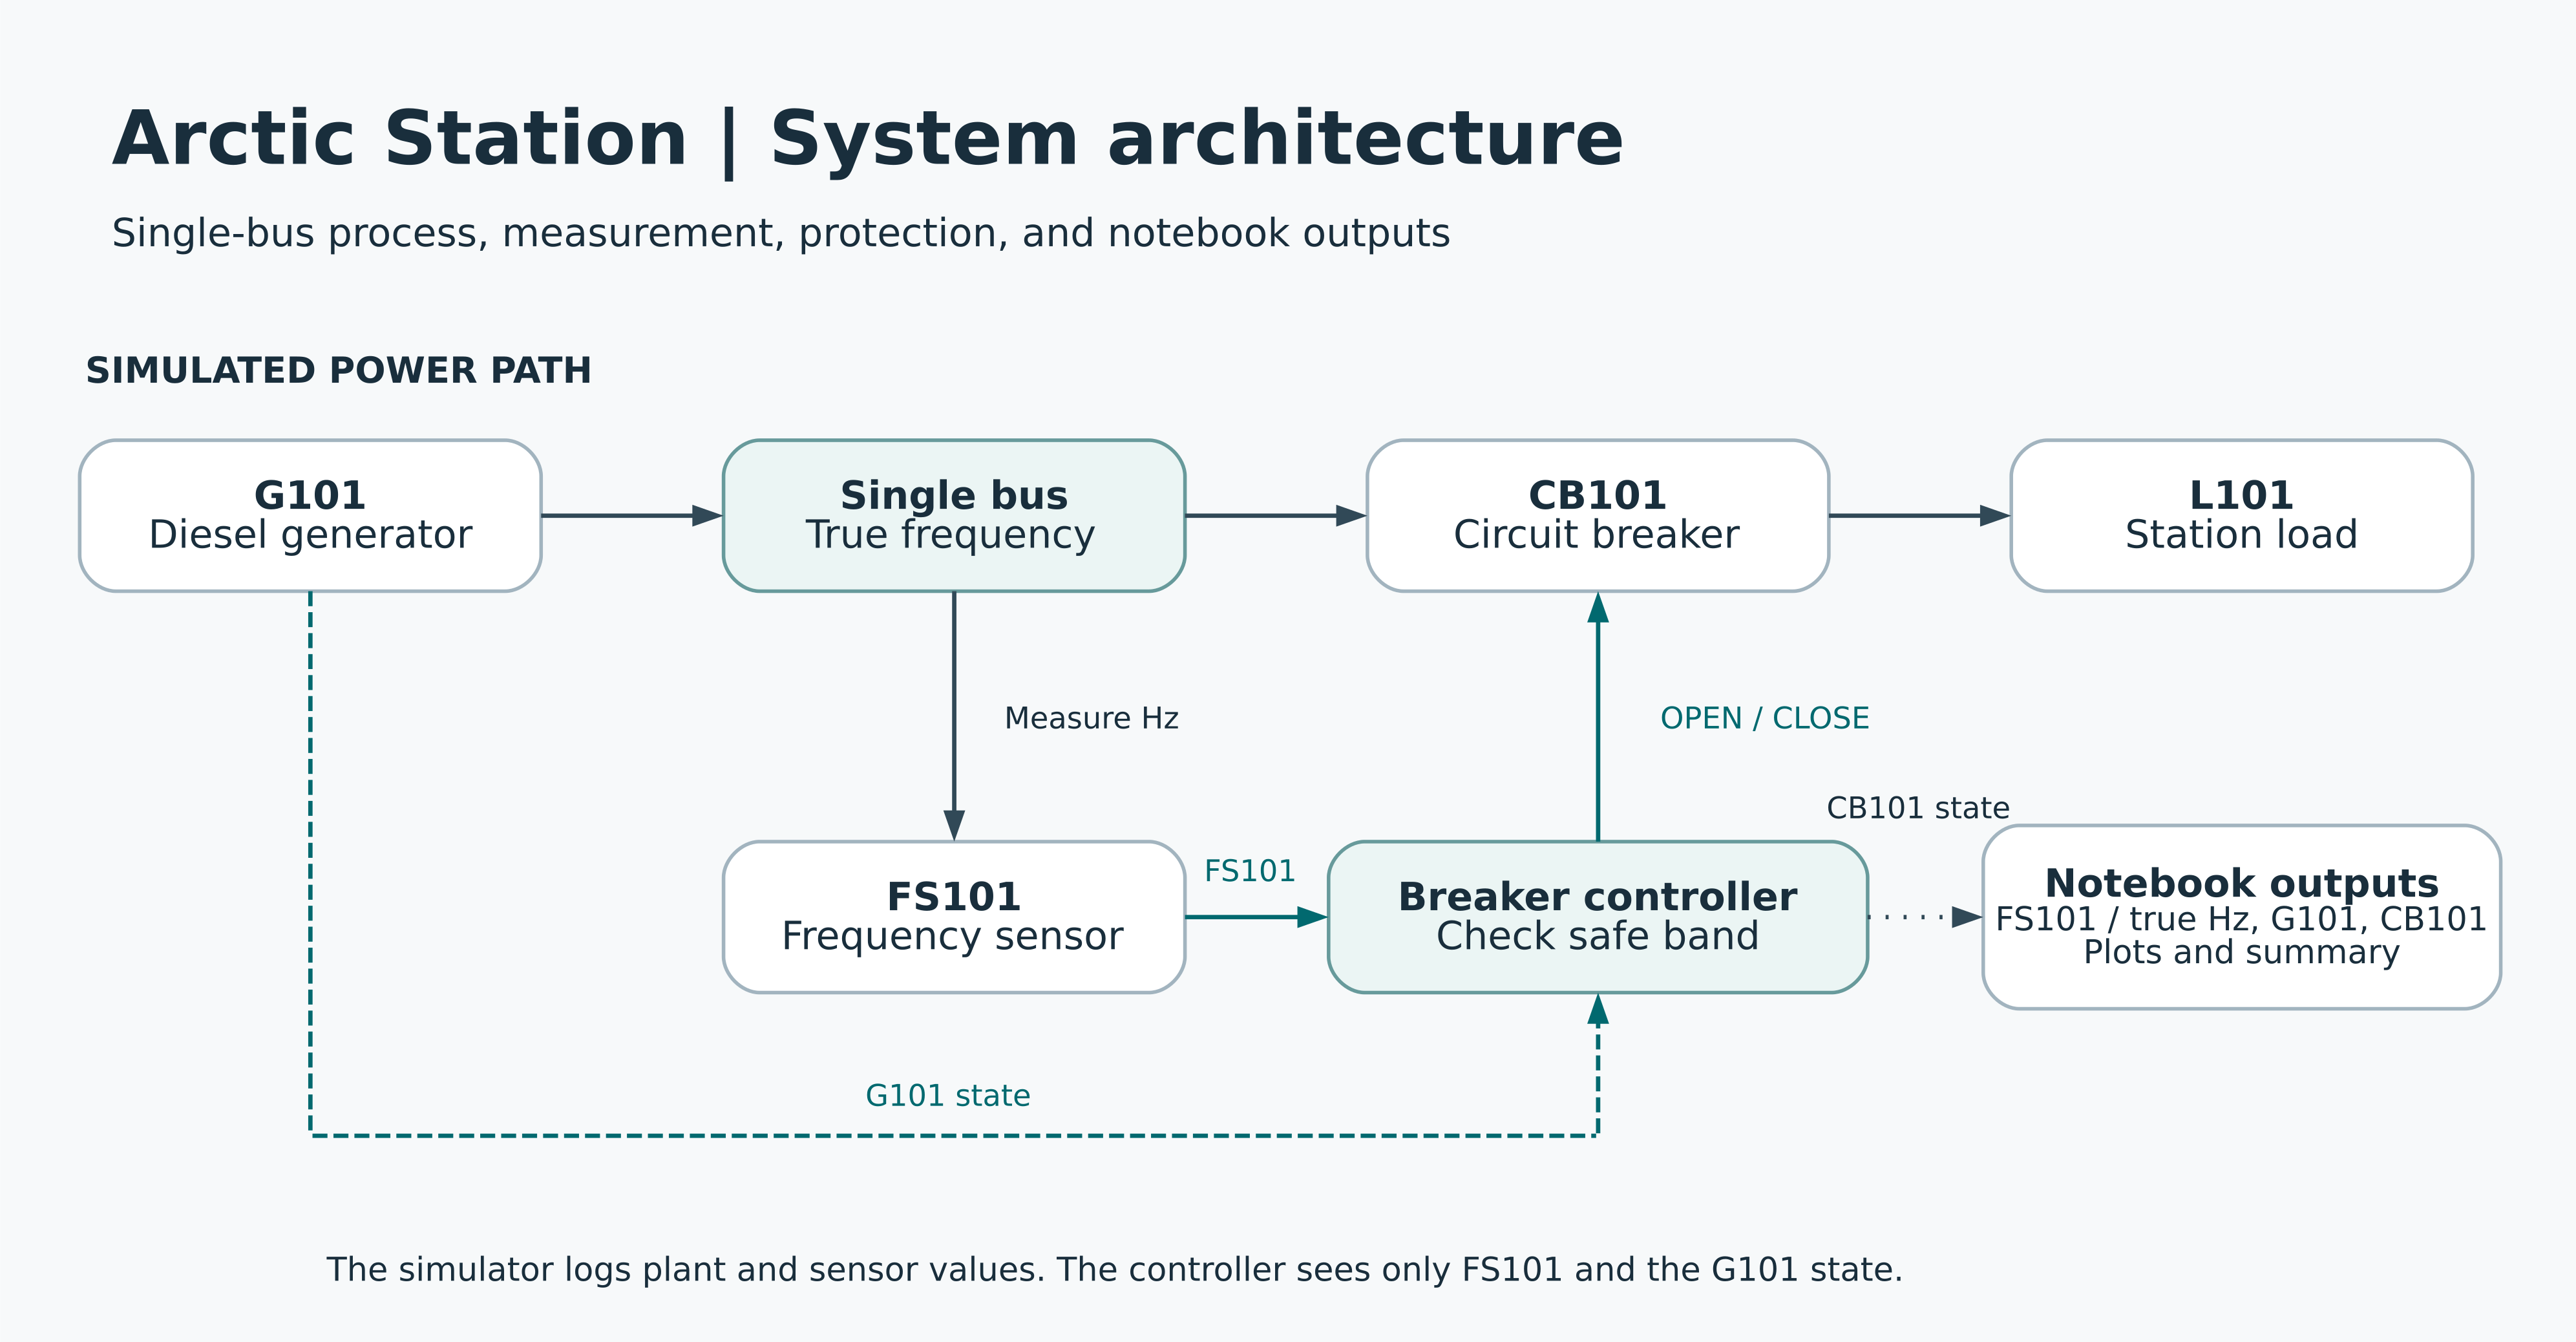 Arctic Station | System architecture
Single-bus process, measurement, protection, and notebook outputs
SIMULATED POWER PATH
G101
Diesel generator
Single bus
True frequency
CB101
Circuit breaker
L101
Station load
Measure Hz
OPEN / CLOSE
CB101 state
FS101
Frequency sensor
FS101
Breaker controller
Check safe band
Notebook outputs
FS101 / true Hz, G101, CB101
Plots and summary
G101 state
The simulator logs plant and sensor values. The controller sees only FS101 and the G101 state.